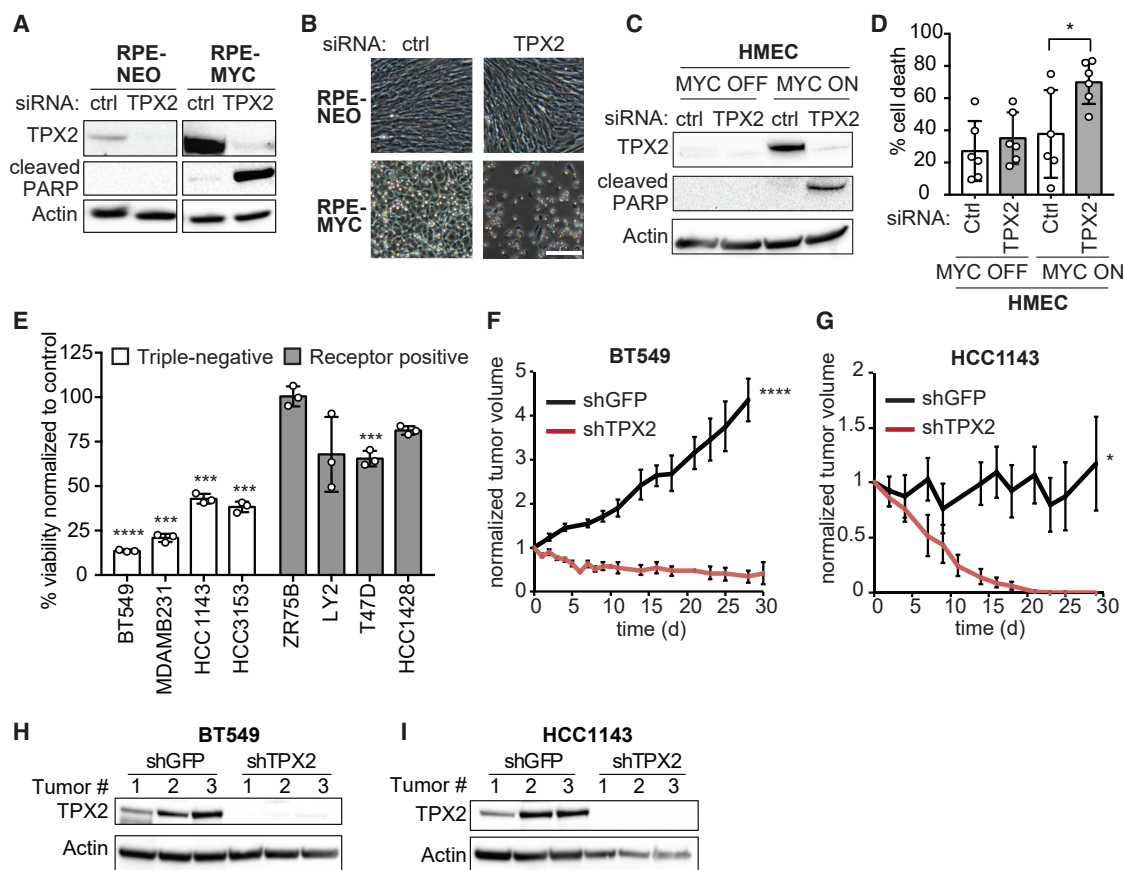 A
RPE-
NEO
RPE-
MYC
siRNA: ctrl TPX2 ctrl TPX2
TPX2
cleaved
PARP
Actin
B
siRNA: ctrl TPX2
RPE-
NEO
RPE-
MYC
C
HMEC
MYC OFF MYC ON
siRNA: ctrl TPX2 ctrl TPX2
TPX2
cleaved
PARP
Actin
D
*
% cell death
100
80
60
40
20
0
siRNA: Ctrl TPX2 Ctrl TPX2
MYC OFF MYC ON
HMEC
E
% viability normalized to control
125
100
75
50
25
0
Triple-negative Receptor positive
**** *** *** *** ***
BT549 MDAMB231 HCC1143 HCC3153 ZR75B LY2 T47D HCC1428
F
BT549
normalized tumor volume
5
4
3
2
1
0
shGFP
shTPX2
****
0 5 10 15 20 25 30
time (d)
G
HCC1143
normalized tumor volume
2
1.5
1
0.5
0
shGFP
shTPX2
*
0 5 10 15 20 25 30
time (d)
H
BT549
shGFP shTPX2
Tumor # 1 2 3 1 2 3
TPX2
Actin
I
HCC1143
shGFP shTPX2
Tumor # 1 2 3 1 2 3
TPX2
Actin